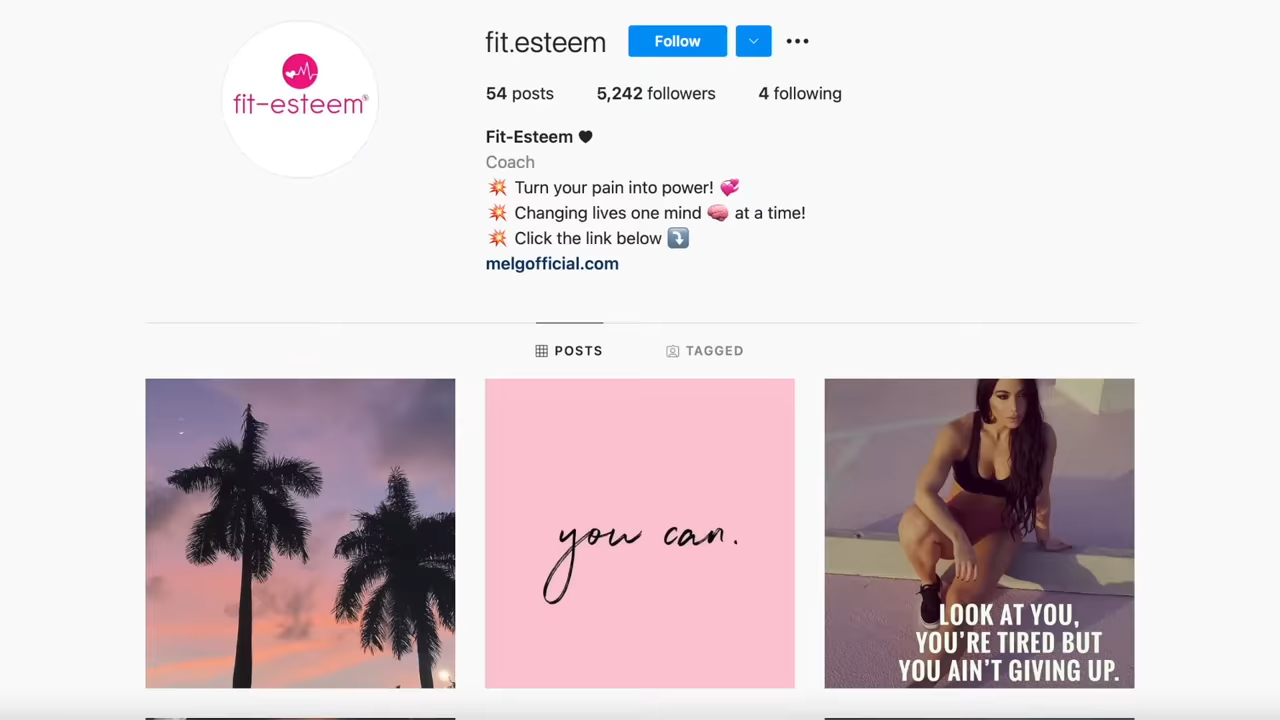 fit-esteem®
fit.esteem Follow
54 posts 5,242 followers 4 following
Fit-Esteem 🖤
Coach
💥 Turn your pain into power! 💞
💥 Changing lives one mind 🧠 at a time!
💥 Click the link below ⤵️
melgofficial.com
POSTS TAGGED
you can.
LOOK AT YOU,
YOU'RE TIRED BUT
YOU AIN'T GIVING UP.